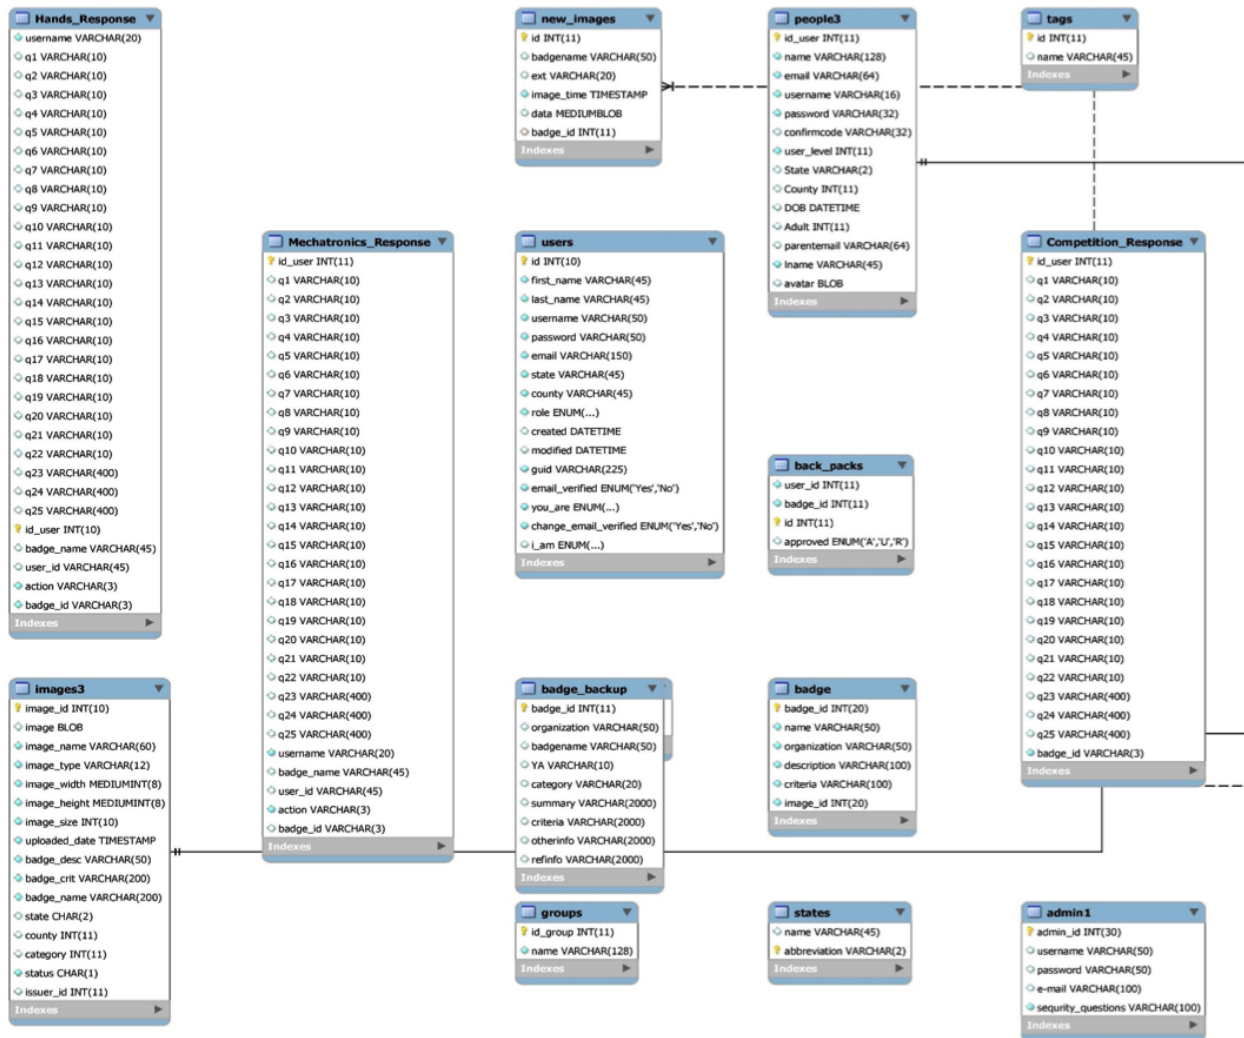 Hands_Response
username VARCHAR(20)
q1 VARCHAR(10)
q2 VARCHAR(10)
q3 VARCHAR(10)
q4 VARCHAR(10)
q5 VARCHAR(10)
q6 VARCHAR(10)
q7 VARCHAR(10)
q8 VARCHAR(10)
q9 VARCHAR(10)
q10 VARCHAR(10)
q11 VARCHAR(10)
q12 VARCHAR(10)
q13 VARCHAR(10)
q14 VARCHAR(10)
q15 VARCHAR(10)
q16 VARCHAR(10)
q17 VARCHAR(10)
q18 VARCHAR(10)
q19 VARCHAR(10)
q20 VARCHAR(10)
q21 VARCHAR(10)
q22 VARCHAR(10)
q23 VARCHAR(400)
q24 VARCHAR(400)
q25 VARCHAR(400)
id_user INT(10)
badge_name VARCHAR(45)
user_id VARCHAR(45)
action VARCHAR(3)
badge_id VARCHAR(3)
Indexes
new_images
id INT(11)
badgename VARCHAR(50)
ext VARCHAR(20)
image_time TIMESTAMP
data MEDIUMBLOB
badge_id INT(11)
Indexes
people3
id_user INT(11)
name VARCHAR(128)
email VARCHAR(64)
username VARCHAR(16)
password VARCHAR(32)
confirmcode VARCHAR(32)
user_level INT(11)
State VARCHAR(2)
County INT(11)
DOB DATETIME
Adult INT(11)
parentemail VARCHAR(64)
lname VARCHAR(45)
avatar BLOB
Indexes
tags
id INT(11)
name VARCHAR(45)
Indexes
Mechatronics_Response
id_user INT(11)
q1 VARCHAR(10)
q2 VARCHAR(10)
q3 VARCHAR(10)
q4 VARCHAR(10)
q5 VARCHAR(10)
q6 VARCHAR(10)
q7 VARCHAR(10)
q8 VARCHAR(10)
q9 VARCHAR(10)
q10 VARCHAR(10)
q11 VARCHAR(10)
q12 VARCHAR(10)
q13 VARCHAR(10)
q14 VARCHAR(10)
q15 VARCHAR(10)
q16 VARCHAR(10)
q17 VARCHAR(10)
q18 VARCHAR(10)
q19 VARCHAR(10)
q20 VARCHAR(10)
q21 VARCHAR(10)
q22 VARCHAR(10)
q23 VARCHAR(400)
q24 VARCHAR(400)
q25 VARCHAR(400)
username VARCHAR(20)
badge_name VARCHAR(45)
user_id VARCHAR(45)
action VARCHAR(3)
badge_id VARCHAR(3)
Indexes
users
id INT(10)
first_name VARCHAR(45)
last_name VARCHAR(45)
username VARCHAR(50)
password VARCHAR(50)
email VARCHAR(150)
state VARCHAR(45)
county VARCHAR(45)
role ENUM(...)
created DATETIME
modified DATETIME
guid VARCHAR(225)
email_verified ENUM('Yes','No')
you_are ENUM(...)
change_email_verified ENUM('Yes','No')
i_am ENUM(...)
Indexes
back_packs
user_id INT(11)
badge_id INT(11)
id INT(11)
approved ENUM('A','U','R')
Indexes
Competition_Response
id_user INT(11)
q1 VARCHAR(10)
q2 VARCHAR(10)
q3 VARCHAR(10)
q4 VARCHAR(10)
q5 VARCHAR(10)
q6 VARCHAR(10)
q7 VARCHAR(10)
q8 VARCHAR(10)
q9 VARCHAR(10)
q10 VARCHAR(10)
q11 VARCHAR(10)
q12 VARCHAR(10)
q13 VARCHAR(10)
q14 VARCHAR(10)
q15 VARCHAR(10)
q16 VARCHAR(10)
q17 VARCHAR(10)
q18 VARCHAR(10)
q19 VARCHAR(10)
q20 VARCHAR(10)
q21 VARCHAR(10)
q22 VARCHAR(10)
q23 VARCHAR(400)
q24 VARCHAR(400)
q25 VARCHAR(400)
badge_id VARCHAR(3)
Indexes
images3
image_id INT(10)
image BLOB
image_name VARCHAR(60)
image_type VARCHAR(12)
image_width MEDIUMINT(8)
image_height MEDIUMINT(8)
image_size INT(10)
uploaded_date TIMESTAMP
badge_desc VARCHAR(50)
badge_crit VARCHAR(200)
badge_name VARCHAR(200)
state CHAR(2)
county INT(11)
category INT(11)
status CHAR(1)
issuer_id INT(11)
Indexes
badge_backup
badge_id INT(11)
organization VARCHAR(50)
badgename VARCHAR(50)
YA VARCHAR(10)
category VARCHAR(20)
summary VARCHAR(2000)
criteria VARCHAR(2000)
otherinfo VARCHAR(2000)
refinfo VARCHAR(2000)
Indexes
badge
badge_id INT(20)
name VARCHAR(50)
organization VARCHAR(50)
description VARCHAR(100)
criteria VARCHAR(100)
image_id INT(20)
Indexes
groups
id_group INT(11)
name VARCHAR(128)
Indexes
states
name VARCHAR(45)
abbreviation VARCHAR(2)
Indexes
admin1
admin_id INT(30)
username VARCHAR(50)
password VARCHAR(50)
e-mail VARCHAR(100)
sequrity_questions VARCHAR(100)
Indexes